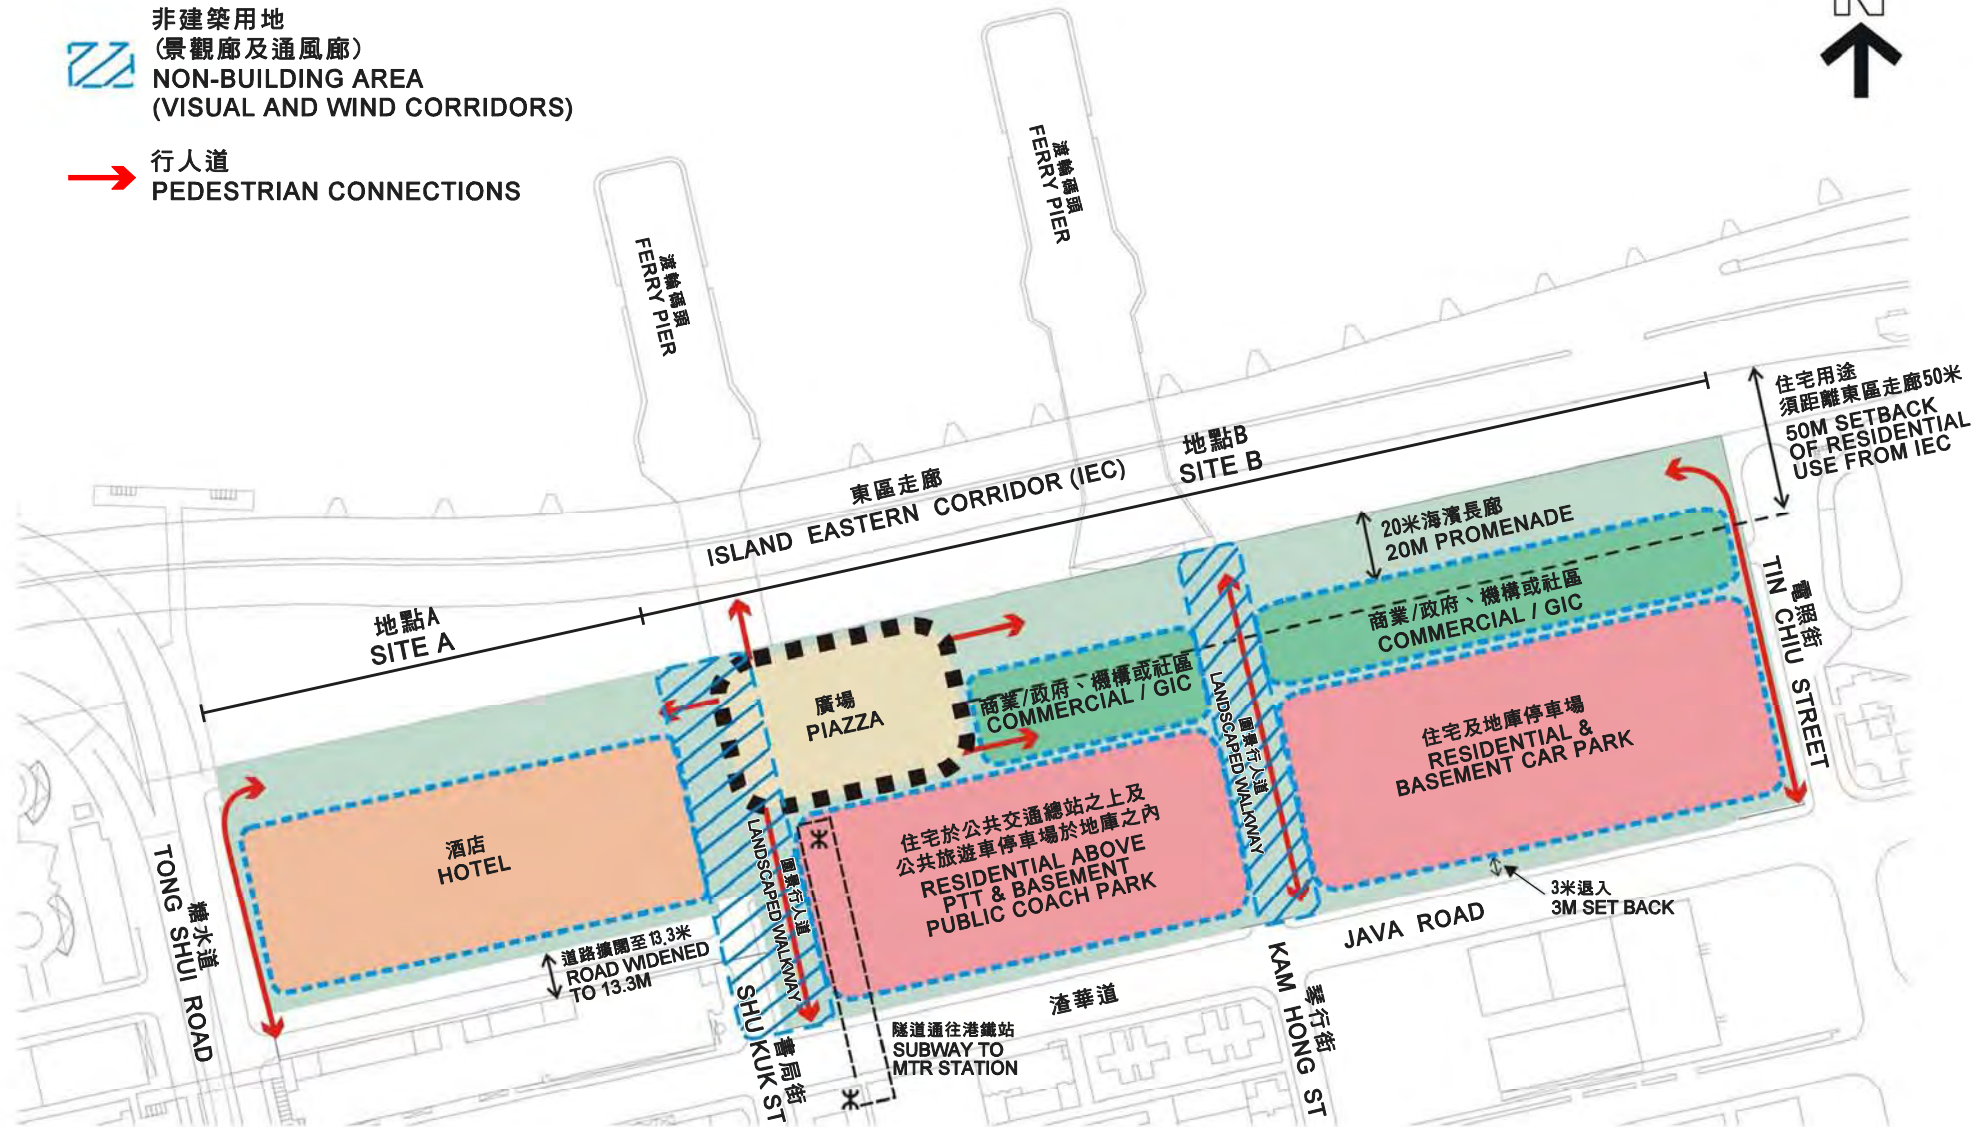 非建築用地
(景觀廊及通風廊)
NON-BUILDING AREA
(VISUAL AND WIND CORRIDORS)
行人道
PEDESTRIAN CONNECTIONS
N
渡輪碼頭
FERRY PIER
渡輪碼頭
FERRY PIER
住宅用途
須距離東區走廊50米
50M SETBACK
OF RESIDENTIAL
USE FROM IEC
地點B
SITE B
東區走廊
ISLAND EASTERN CORRIDOR (IEC)
地點A
SITE A
20米海濱長廊
20M PROMENADE
商業/政府、機構或社區
COMMERCIAL / GIC
商業/政府、機構或社區
COMMERCIAL / GIC
廣場
PIAZZA
電照街
TIN CHU STREET
園景行人道
LANDSCAPED WALKWAY
住宅及地庫停車場
RESIDENTIAL &
BASEMENT CAR PARK
住宅於公共交通總站之上及
公共旅遊車停車場於地庫之內
RESIDENTIAL ABOVE
PTT & BASEMENT
PUBLIC COACH PARK
酒店
HOTEL
園景行人道
LANDSCAPED WALKWAY
糖水道
TONG SHUI ROAD
道路擴闊至13.3米
ROAD WIDENED
TO 13.3M
3米退入
3M SET BACK
JAVA ROAD
渣華道
書局街
SHU KUK ST
隧道通往港鐵站
SUBWAY TO
MTR STATION
琴行街
KAM HONG ST